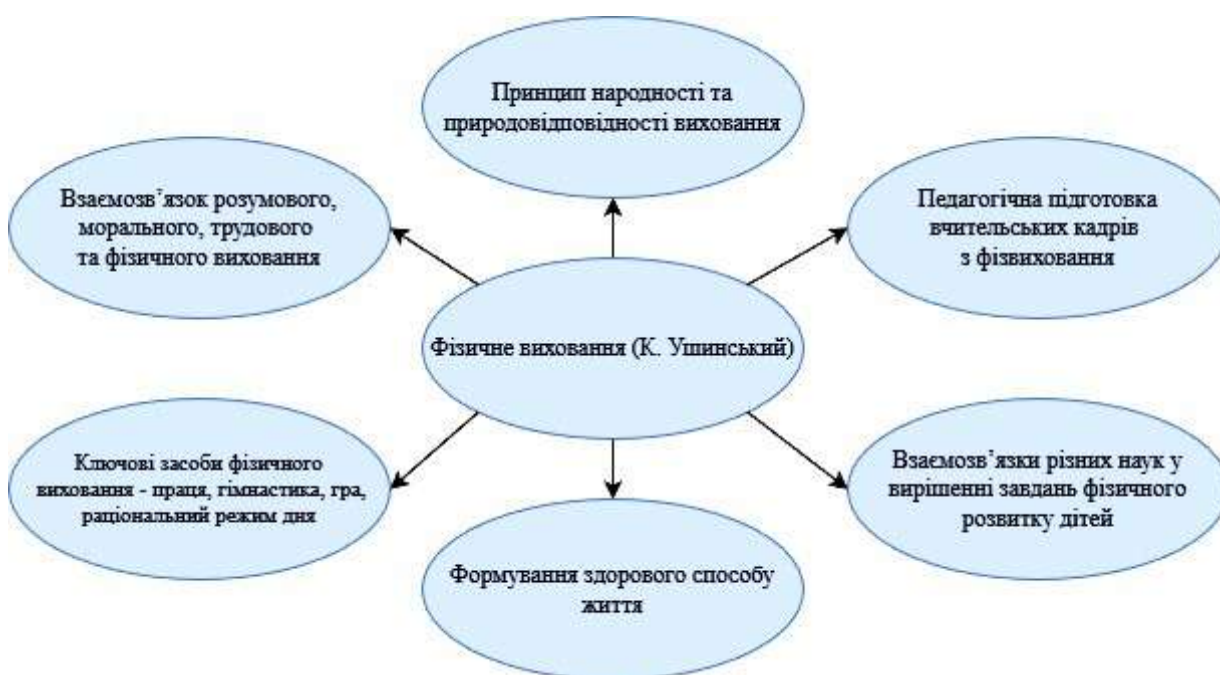 Принцип народності та
природовідповідності виховання
Взаємозв’язок розумового,
морального, трудового
та фізичного виховання
Педагогічна підготовка
вчительських кадрів
з фізвиховання
Фізичне виховання (К. Ушинський)
Ключові засоби фізичного
виховання - праця, гімнастика, гра,
раціональний режим дня
Взаємозв’язки різних наук у
вирішенні завдань фізичного
розвитку дітей
Формування здорового способу
життя